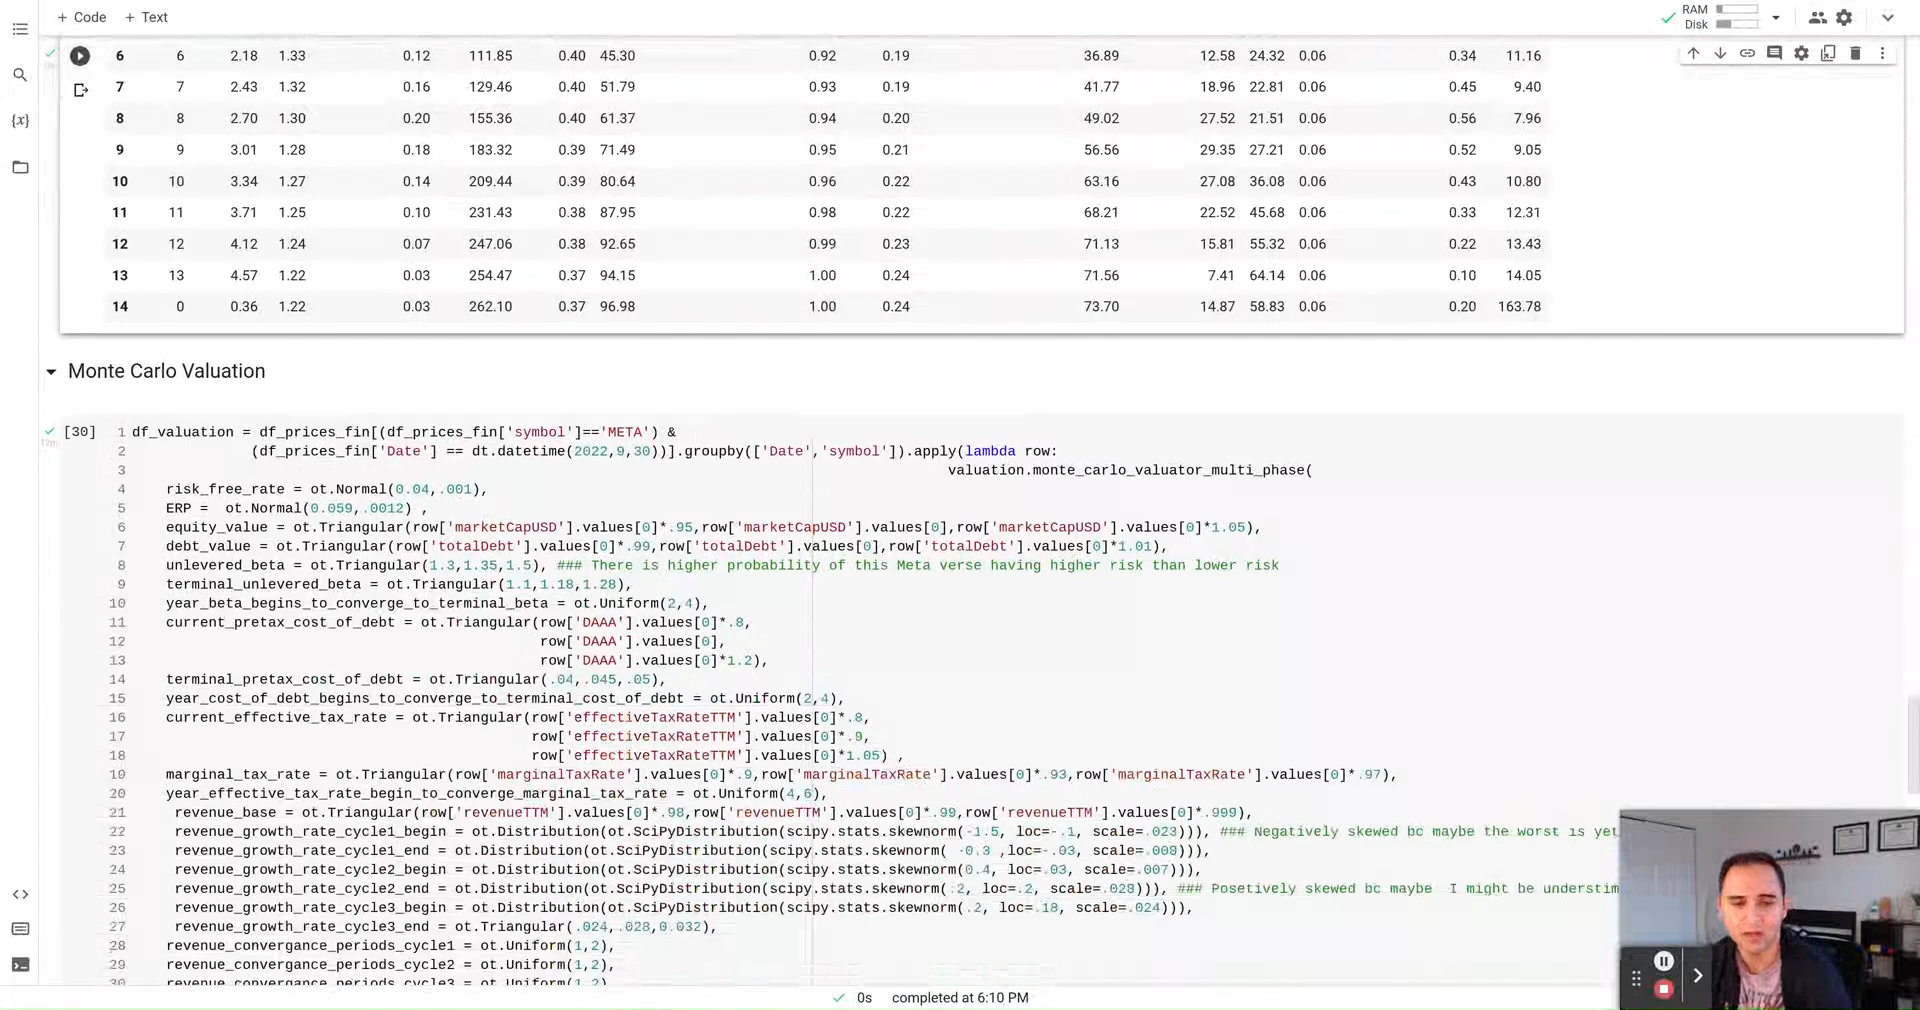 + Code + Text
RAM
Disk
6 6 2.18 1.33 0.12 111.85 0.40 45.30 0.92 0.19 36.89 12.58 24.32 0.06 0.34 11.16
7 7 2.43 1.32 0.16 129.46 0.40 51.79 0.93 0.19 41.77 18.96 22.81 0.06 0.45 9.40
8 8 2.70 1.30 0.20 155.36 0.40 61.37 0.94 0.20 49.02 27.52 21.51 0.06 0.56 7.96
9 9 3.01 1.28 0.18 183.32 0.39 71.49 0.95 0.21 56.56 29.35 27.21 0.06 0.52 9.05
10 10 3.34 1.27 0.14 209.44 0.39 80.64 0.96 0.22 63.16 27.08 36.08 0.06 0.43 10.80
11 11 3.71 1.25 0.10 231.43 0.38 87.95 0.98 0.22 68.21 22.52 45.68 0.06 0.33 12.31
12 12 4.12 1.24 0.07 247.06 0.38 92.65 0.99 0.23 71.13 15.81 55.32 0.06 0.22 13.43
13 13 4.57 1.22 0.03 254.47 0.37 94.15 1.00 0.24 71.56 7.41 64.14 0.06 0.10 14.05
14 0 0.36 1.22 0.03 262.10 0.37 96.98 1.00 0.24 73.70 14.87 58.83 0.06 0.20 163.78
Monte Carlo Valuation
[30] 1 df_valuation = df_prices_fin[(df_prices_fin['symbol']=='META') &
2 (df_prices_fin['Date'] == dt.datetime(2022,9,30))].groupby(['Date','symbol']).apply(lambda row:
3 valuation.monte_carlo_valuator_multi_phase(
4 risk_free_rate = ot.Normal(0.04,.001),
5 ERP = ot.Normal(0.059,.0012) ,
6 equity_value = ot.Triangular(row['marketCapUSD'].values[0]*.95,row['marketCapUSD'].values[0],row['marketCapUSD'].values[0]*1.05),
7 debt_value = ot.Triangular(row['totalDebt'].values[0]*.99,row['totalDebt'].values[0],row['totalDebt'].values[0]*1.01),
8 unlevered_beta = ot.Triangular(1.3,1.35,1.5), ### There is higher probability of this Meta verse having higher risk than lower risk
9 terminal_unlevered_beta = ot.Triangular(1.1,1.18,1.28),
10 year_beta_begins_to_converge_to_terminal_beta = ot.Uniform(2,4),
11 current_pretax_cost_of_debt = ot.Triangular(row['DAAA'].values[0]*.8,
12 row['DAAA'].values[0],
13 row['DAAA'].values[0]*1.2),
14 terminal_pretax_cost_of_debt = ot.Triangular(.04,.045,.05),
15 year_cost_of_debt_begins_to_converge_to_terminal_cost_of_debt = ot.Uniform(2,4),
16 current_effective_tax_rate = ot.Triangular(row['effectiveTaxRateTTM'].values[0]*.8,
17 row['effectiveTaxRateTTM'].values[0]*.9,
18 row['effectiveTaxRateTTM'].values[0]*1.05) ,
19 marginal_tax_rate = ot.Triangular(row['marginalTaxRate'].values[0]*.9,row['marginalTaxRate'].values[0]*.93,row['marginalTaxRate'].values[0]*.97),
20 year_effective_tax_rate_begin_to_converge_marginal_tax_rate = ot.Uniform(4,6),
21 revenue_base = ot.Triangular(row['revenueTTM'].values[0]*.98,row['revenueTTM'].values[0]*.99,row['revenueTTM'].values[0]*.999),
22 revenue_growth_rate_cycle1_begin = ot.Distribution(ot.SciPyDistribution(scipy.stats.skewnorm(-1.5, loc=-.1, scale=.023))), ### Negatively skewed bc maybe the worst is yet
23 revenue_growth_rate_cycle1_end = ot.Distribution(ot.SciPyDistribution(scipy.stats.skewnorm( -0.3 ,loc=-.03, scale=.008))),
24 revenue_growth_rate_cycle2_begin = ot.Distribution(ot.SciPyDistribution(scipy.stats.skewnorm(0.4, loc=.03, scale=.007))),
25 revenue_growth_rate_cycle2_end = ot.Distribution(ot.SciPyDistribution(scipy.stats.skewnorm(.2, loc=.2, scale=.028))), ### Posetively skewed bc maybe I might be understim
26 revenue_growth_rate_cycle3_begin = ot.Distribution(ot.SciPyDistribution(scipy.stats.skewnorm(.2, loc=.18, scale=.024))),
27 revenue_growth_rate_cycle3_end = ot.Triangular(.024,.028,0.032),
28 revenue_convergance_periods_cycle1 = ot.Uniform(1,2),
29 revenue_convergance_periods_cycle2 = ot.Uniform(1,2),
30 revenue_convergance_periods_cycle3 = ot.Uniform(1,2)
0s completed at 6:10 PM